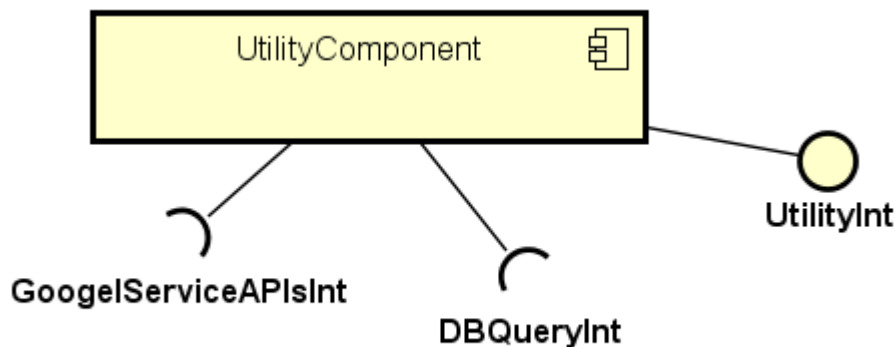 UtilityComponent
UtilityInt
GoogelServiceAPIsInt
DBQueryInt